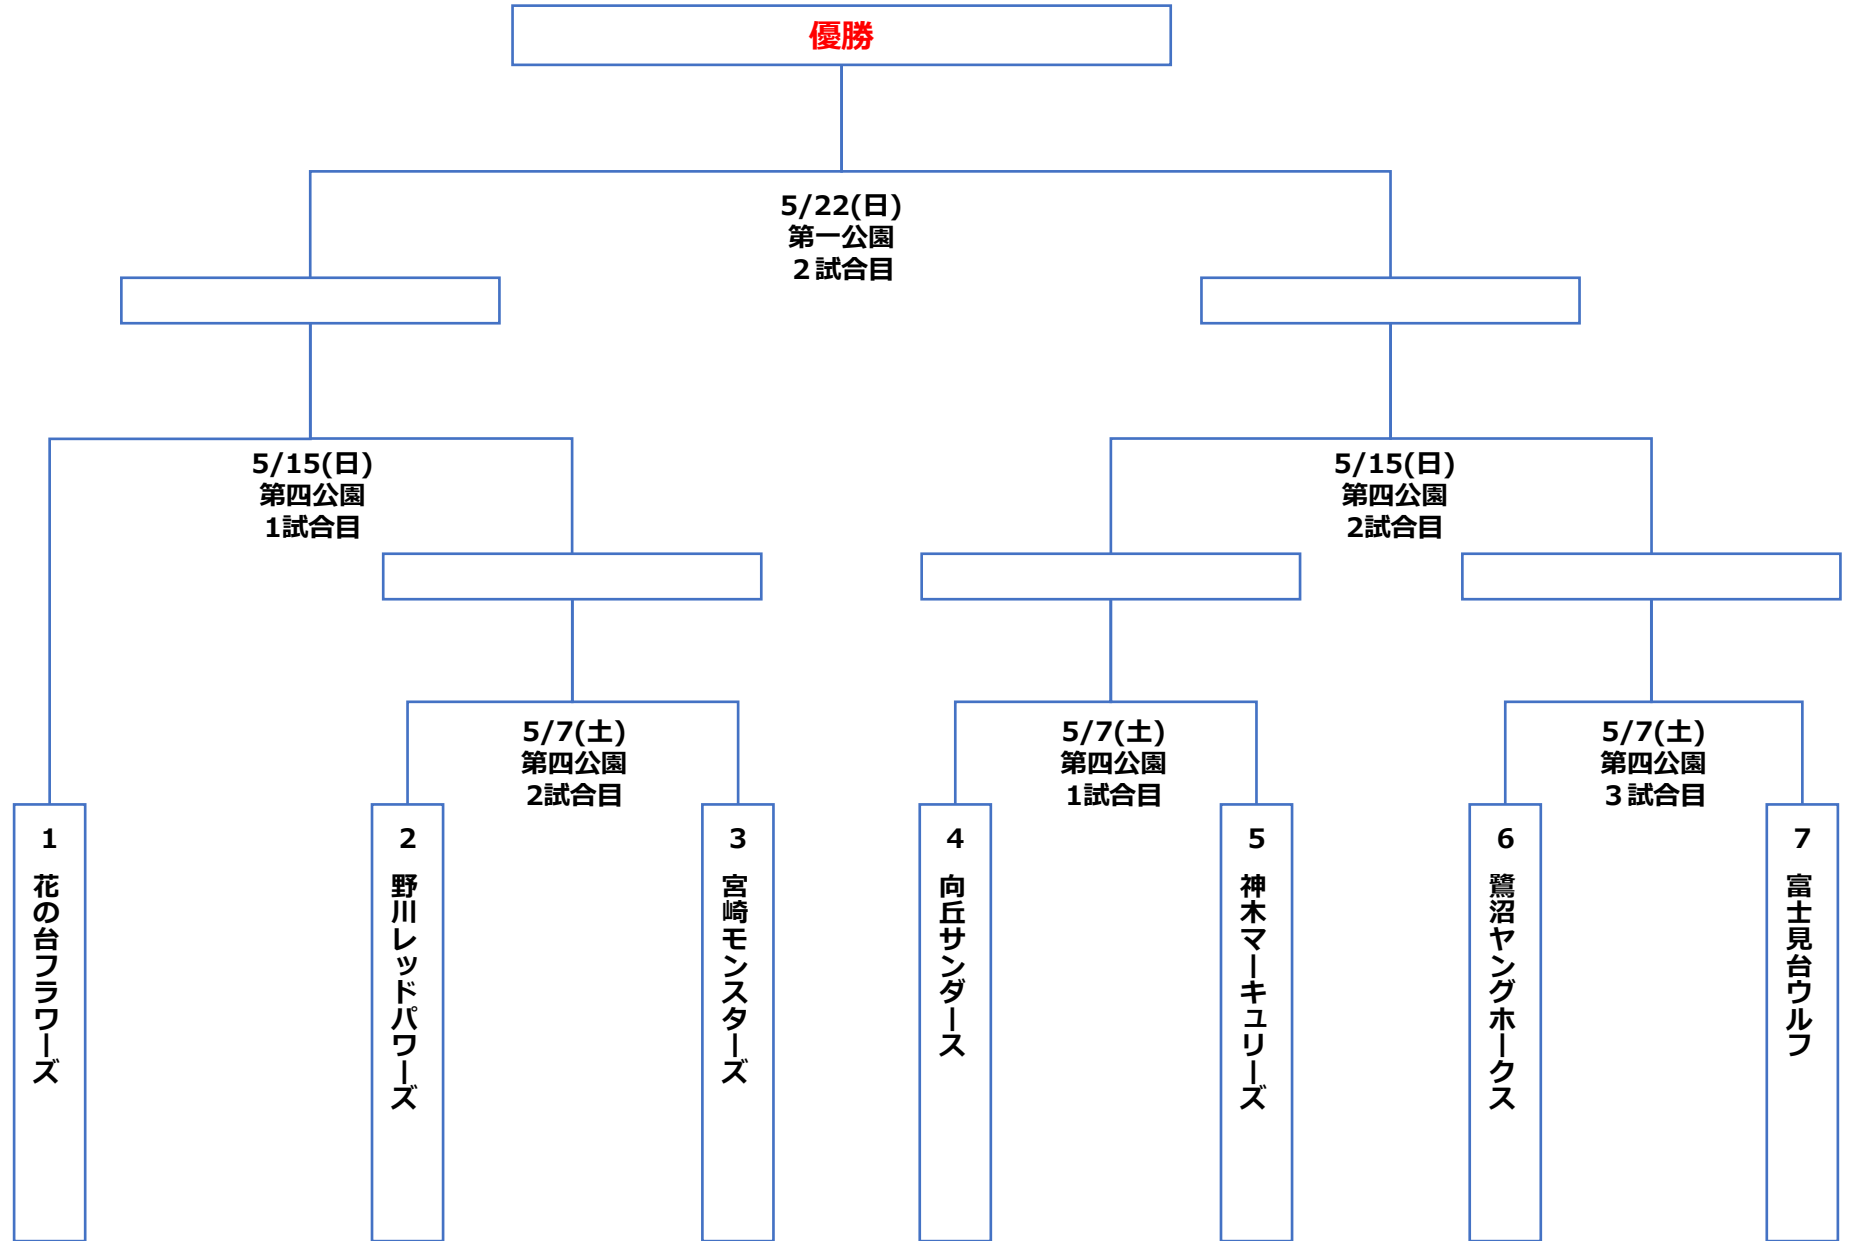 優勝
5/22(日)
第一公園
２試合目
5/15(日)
第四公園
1試合目
5/15(日)
第四公園
2試合目
5/7(土)
第四公園
2試合目
5/7(土)
第四公園
1試合目
5/7(土)
第四公園
３試合目
1 花の台フラワーズ
2 野川レッドパワーズ
3 宮崎モンスターズ
4 向丘サンダース
5 神木マーキュリーズ
6 鷺沼ヤングホークス
7 富士見台ウルフ